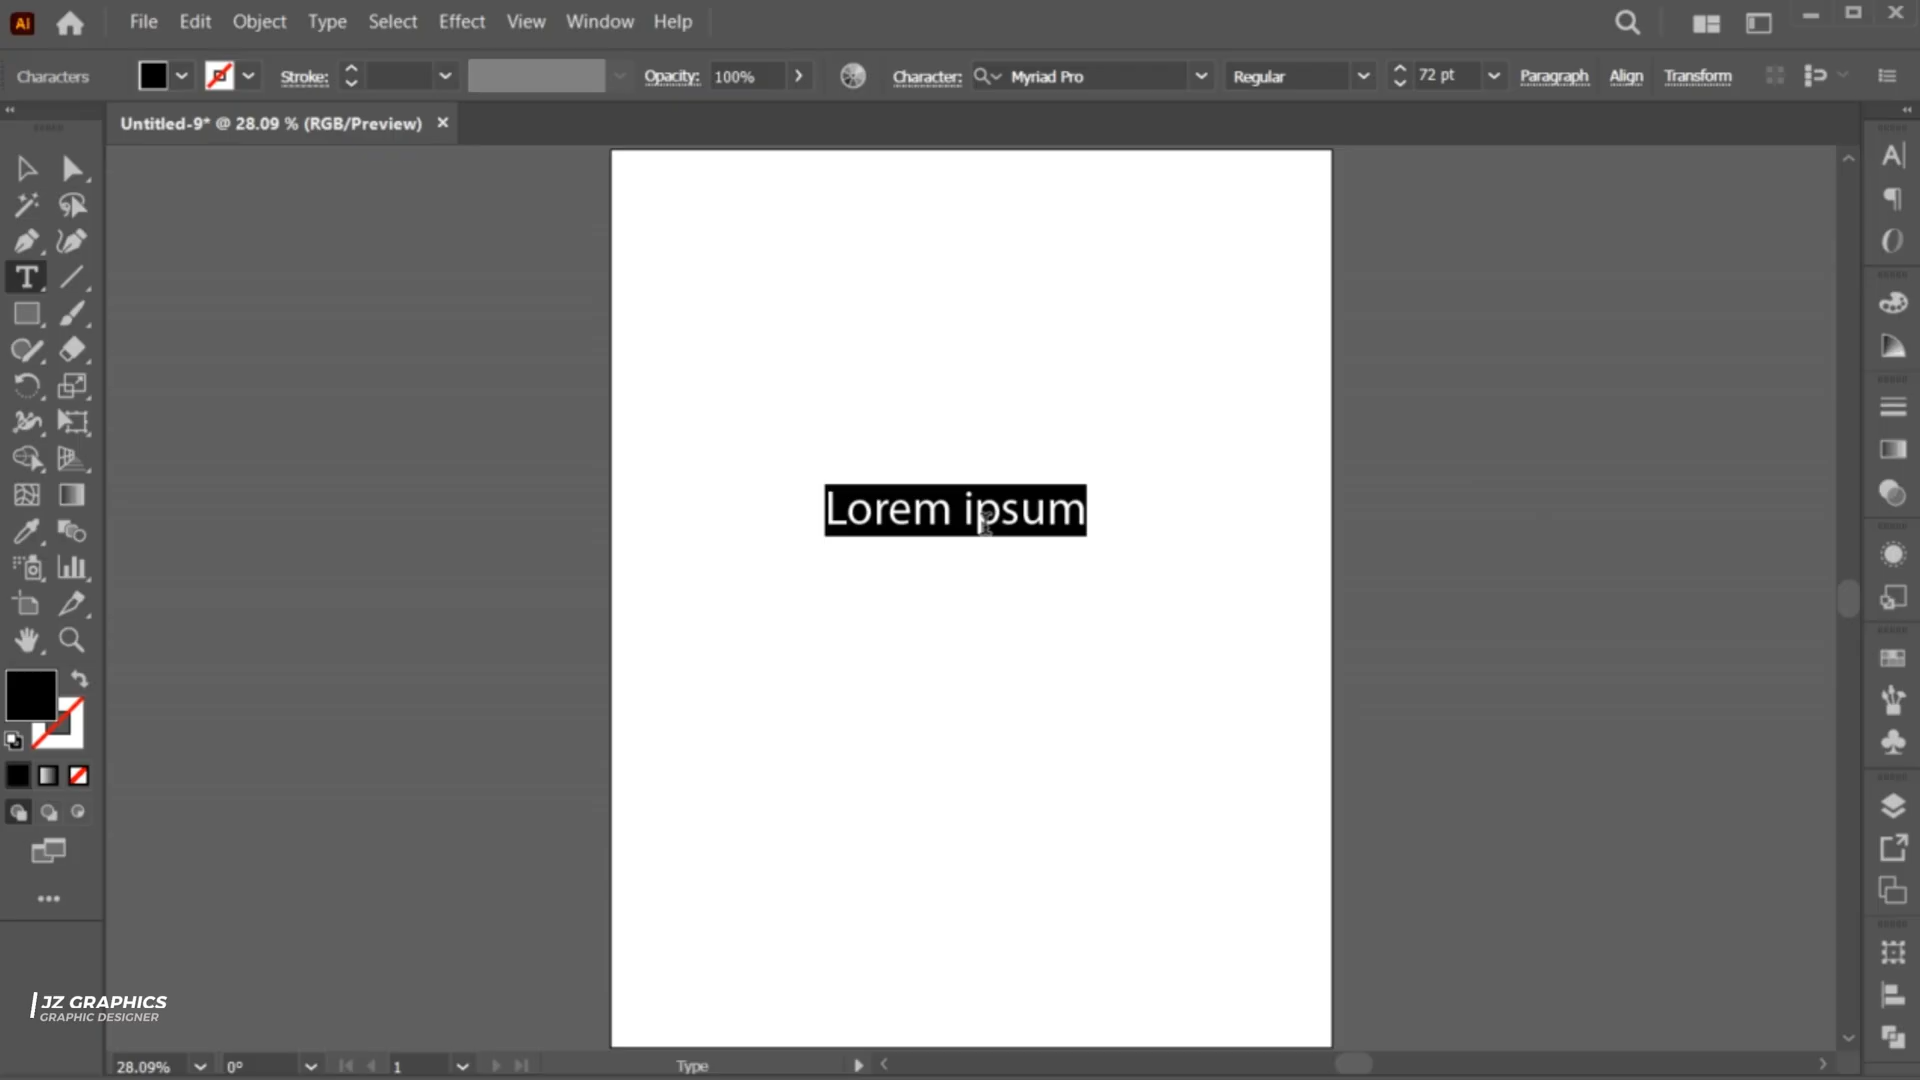 Ai File Edit Object Type Select Effect View Window Help
Characters Stroke: Opacity: 100% Character: Myriad Pro Regular 72 pt Paragraph Align Transform
Untitled-9* @ 28.09 % (RGB/Preview) ×
Lorem ipsum
JZ GRAPHICS
GRAPHIC DESIGNER
28.09% 0° 1 Type